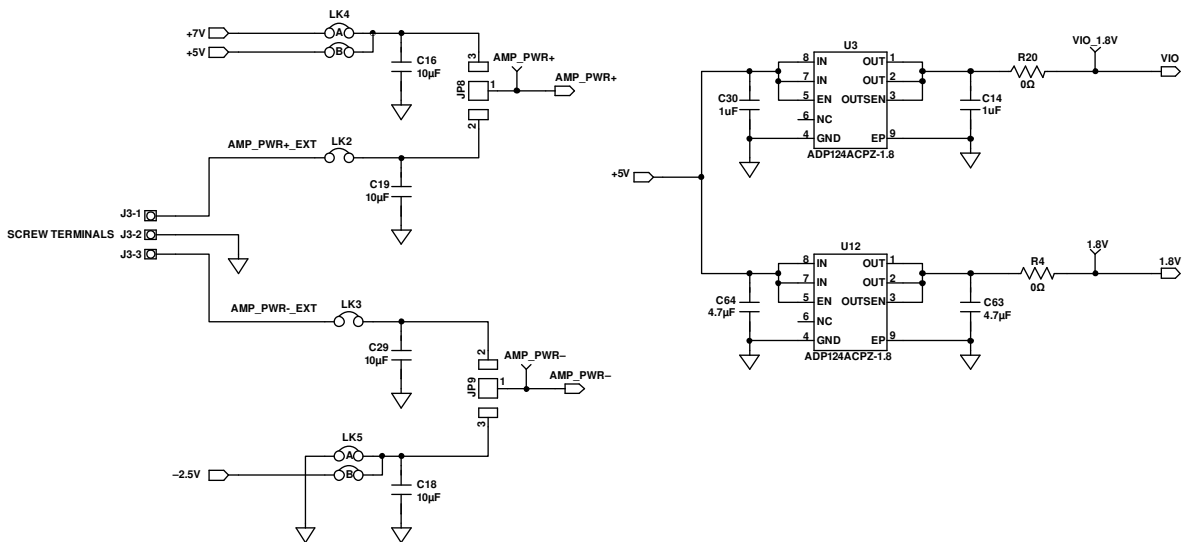 LK4
+7V
A
+5V
B
C16
10µF
3
JP8
1
2
AMP_PWR+
AMP_PWR+
AMP_PWR+_EXT
LK2
C19
10µF
J3-1
SCREW TERMINALS J3-2
J3-3
AMP_PWR-_EXT
LK3
C29
10µF
2
JP9
1
3
AMP_PWR–
AMP_PWR–
LK5
A
–2.5V
B
C18
10µF
+5V
U3
8 IN OUT 1
7 IN OUT 2
5 EN OUTSEN 3
6 NC
4 GND EP 9
ADP124ACPZ-1.8
C30
1uF
C14
1uF
R20
0Ω
VIO_1.8V
VIO
U12
8 IN OUT 1
7 IN OUT 2
5 EN OUTSEN 3
6 NC
4 GND EP 9
ADP124ACPZ-1.8
C64
4.7µF
C63
4.7µF
R4
0Ω
1.8V
1.8V